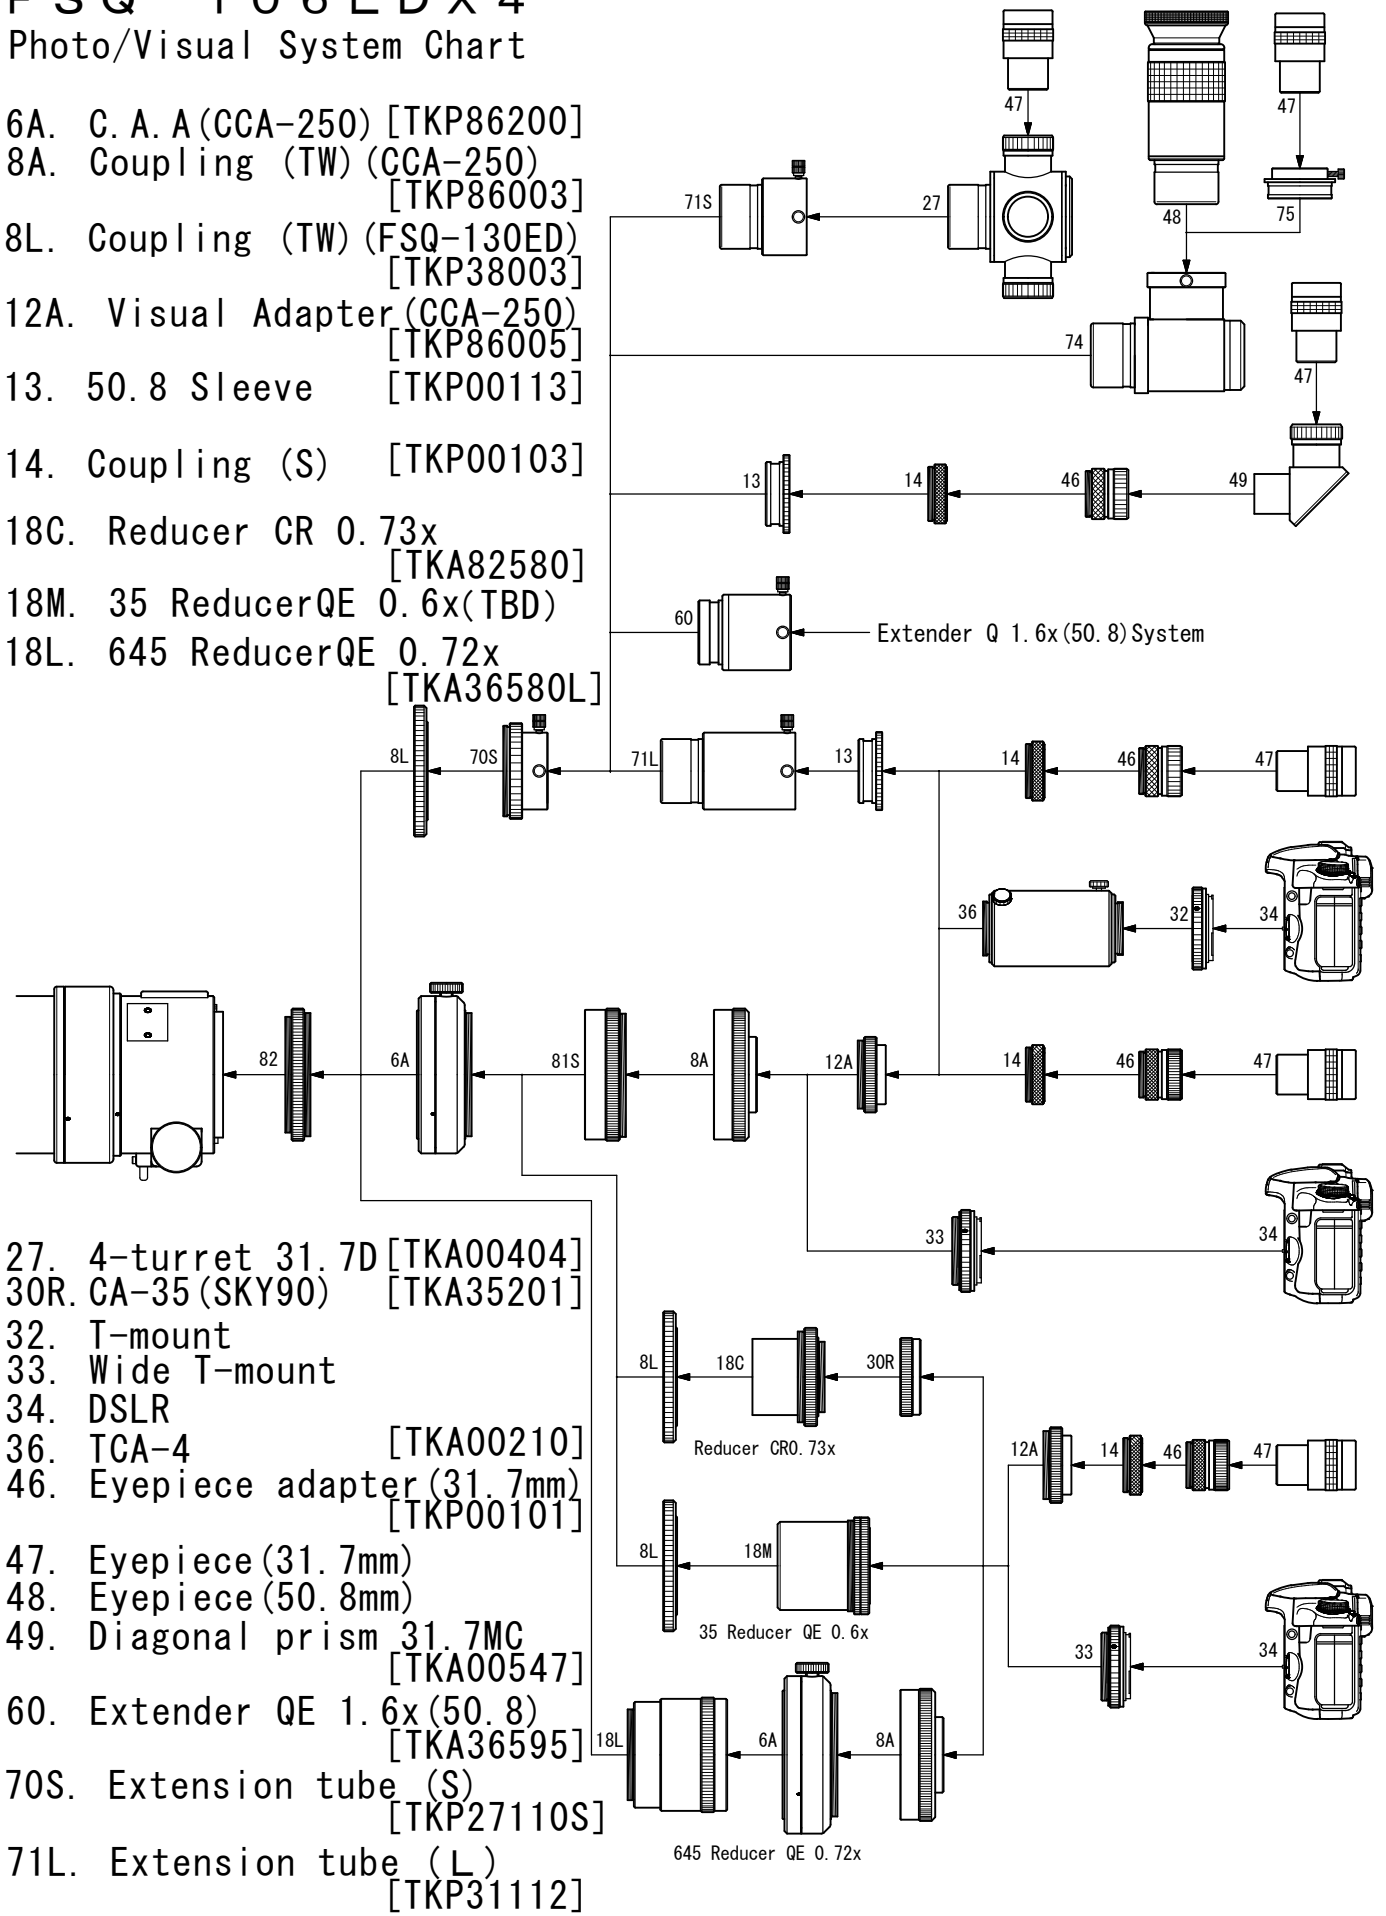 FSQ-106EDX4
Photo/Visual System Chart
6A. C.A.A(CCA-250) [TKP86200]
8A. Coupling (TW)(CCA-250)
[TKP86003]
8L. Coupling (TW)(FSQ-130ED)
[TKP38003]
12A. Visual Adapter(CCA-250)
[TKP86005]
13. 50.8 Sleeve [TKP00113]
14. Coupling (S) [TKP00103]
18C. Reducer CR 0.73x
[TKA82580]
18M. 35 ReducerQE 0.6x(TBD)
18L. 645 ReducerQE 0.72x
[TKA36580L]
47
47
71S
27
48
75
47
74
13
14
46
49
60
Extender Q 1.6x(50.8)System
8L
70S
71L
13
14
46
47
36
32
34
82
6A
81S
8A
12A
14
46
47
33
34
8L
18C
30R
Reducer CR0.73x
12A
14
46
47
8L
18M
35 Reducer QE 0.6x
33
34
18L
6A
8A
645 Reducer QE 0.72x
27. 4-turret 31.7D [TKA00404]
30R. CA-35(SKY90) [TKA35201]
32. T-mount
33. Wide T-mount
34. DSLR
36. TCA-4 [TKA00210]
46. Eyepiece adapter(31.7mm)
[TKP00101]
47. Eyepiece(31.7mm)
48. Eyepiece(50.8mm)
49. Diagonal prism 31.7MC
[TKA00547]
60. Extender QE 1.6x(50.8)
[TKA36595]
70S. Extension tube (S)
[TKP27110S]
71L. Extension tube (L)
[TKP31112]